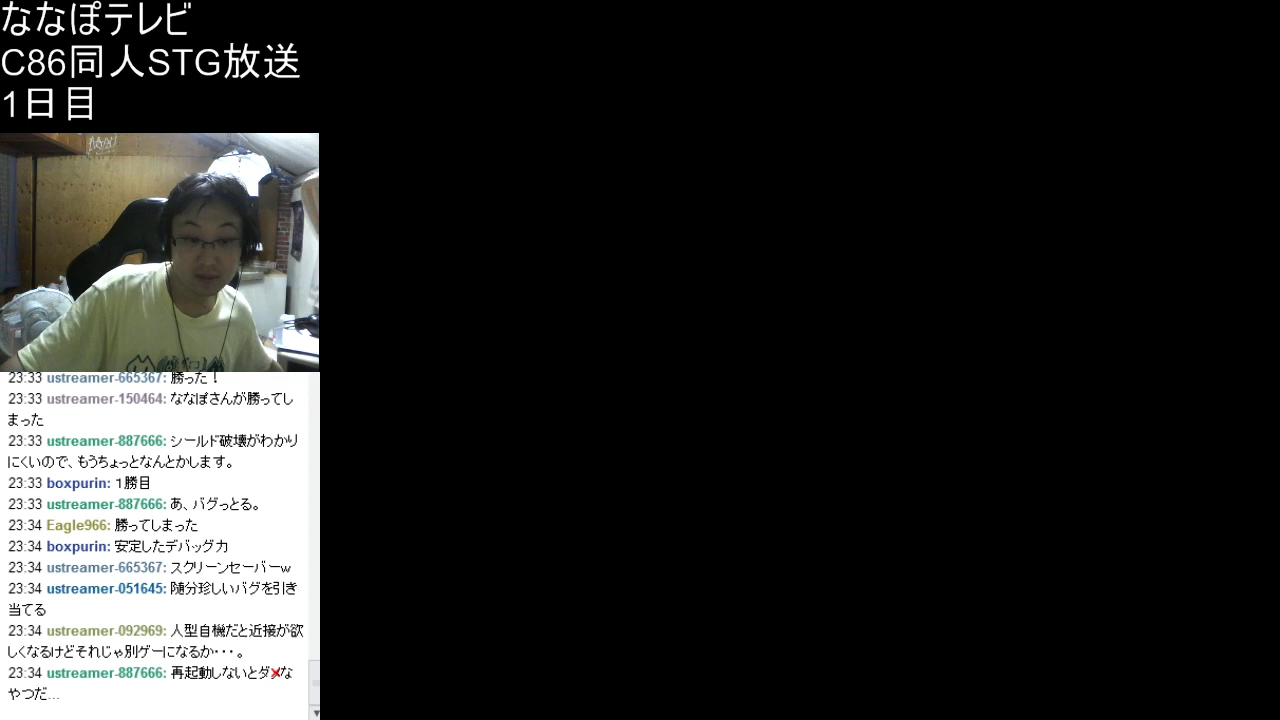 ななぽテレビ
C86同人STG放送
1日目
23:33 ustreamer-665367: 勝った！
23:33 ustreamer-150464: ななぽさんが勝ってし
まった
23:33 ustreamer-887666: シールド破壊がわかり
にくいので、もうちょっとなんとかします。
23:33 boxpurin: １勝目
23:33 ustreamer-887666: あ、バグっとる。
23:34 Eagle966: 勝ってしまった
23:34 boxpurin: 安定したデバッグ力
23:34 ustreamer-665367: スクリーンセーバーｗ
23:34 ustreamer-051645: 随分珍しいバグを引き
当てる
23:34 ustreamer-092969: 人型自機だと近接が欲
しくなるけどそれじゃ別ゲーになるか・・・。
23:34 ustreamer-887666: 再起動しないとダメな
やつだ...